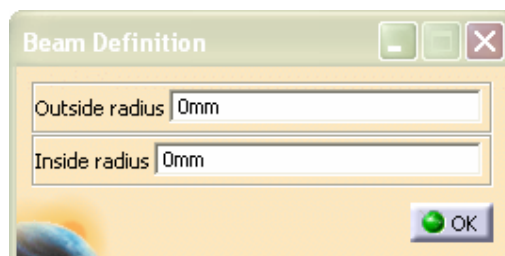 Beam Definition
Outside radius 0mm
Inside radius 0mm
OK